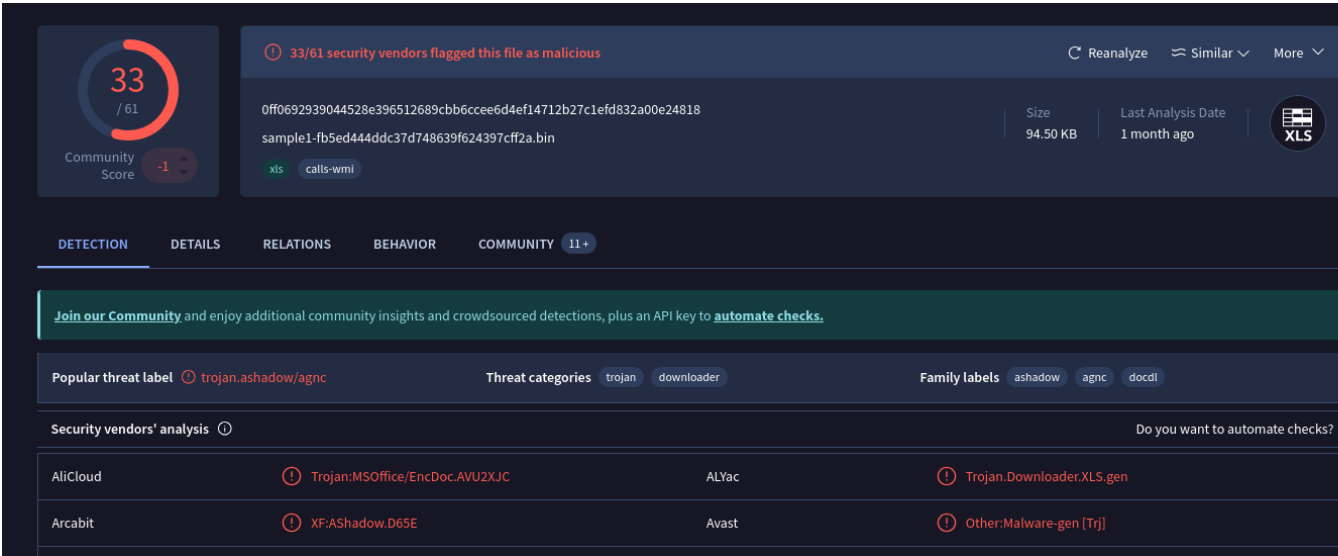 33
/ 61
Community Score
-1
33/61 security vendors flagged this file as malicious
Reanalyze
Similar
More
0ff0692939044528e396512689cbb6ccee6d4ef14712b27c1efd832a00e24818
sample1-fb5ed444ddc37d748639f624397cff2a.bin
xls
calls-wmi
Size
94.50 KB
Last Analysis Date
1 month ago
XLS
DETECTION
DETAILS
RELATIONS
BEHAVIOR
COMMUNITY
11+
Join our Community and enjoy additional community insights and crowdsourced detections, plus an API key to automate checks.
Popular threat label
trojan.ashadow/agnc
Threat categories
trojan
downloader
Family labels
ashadow
agnc
docdl
Security vendors' analysis
Do you want to automate checks?
AliCloud
Trojan:MSOffice/EncDoc.AVU2XJC
ALYac
Trojan.Downloader.XLS.gen
Arcabit
XF:AShadow.D65E
Avast
Other:Malware-gen [Trj]